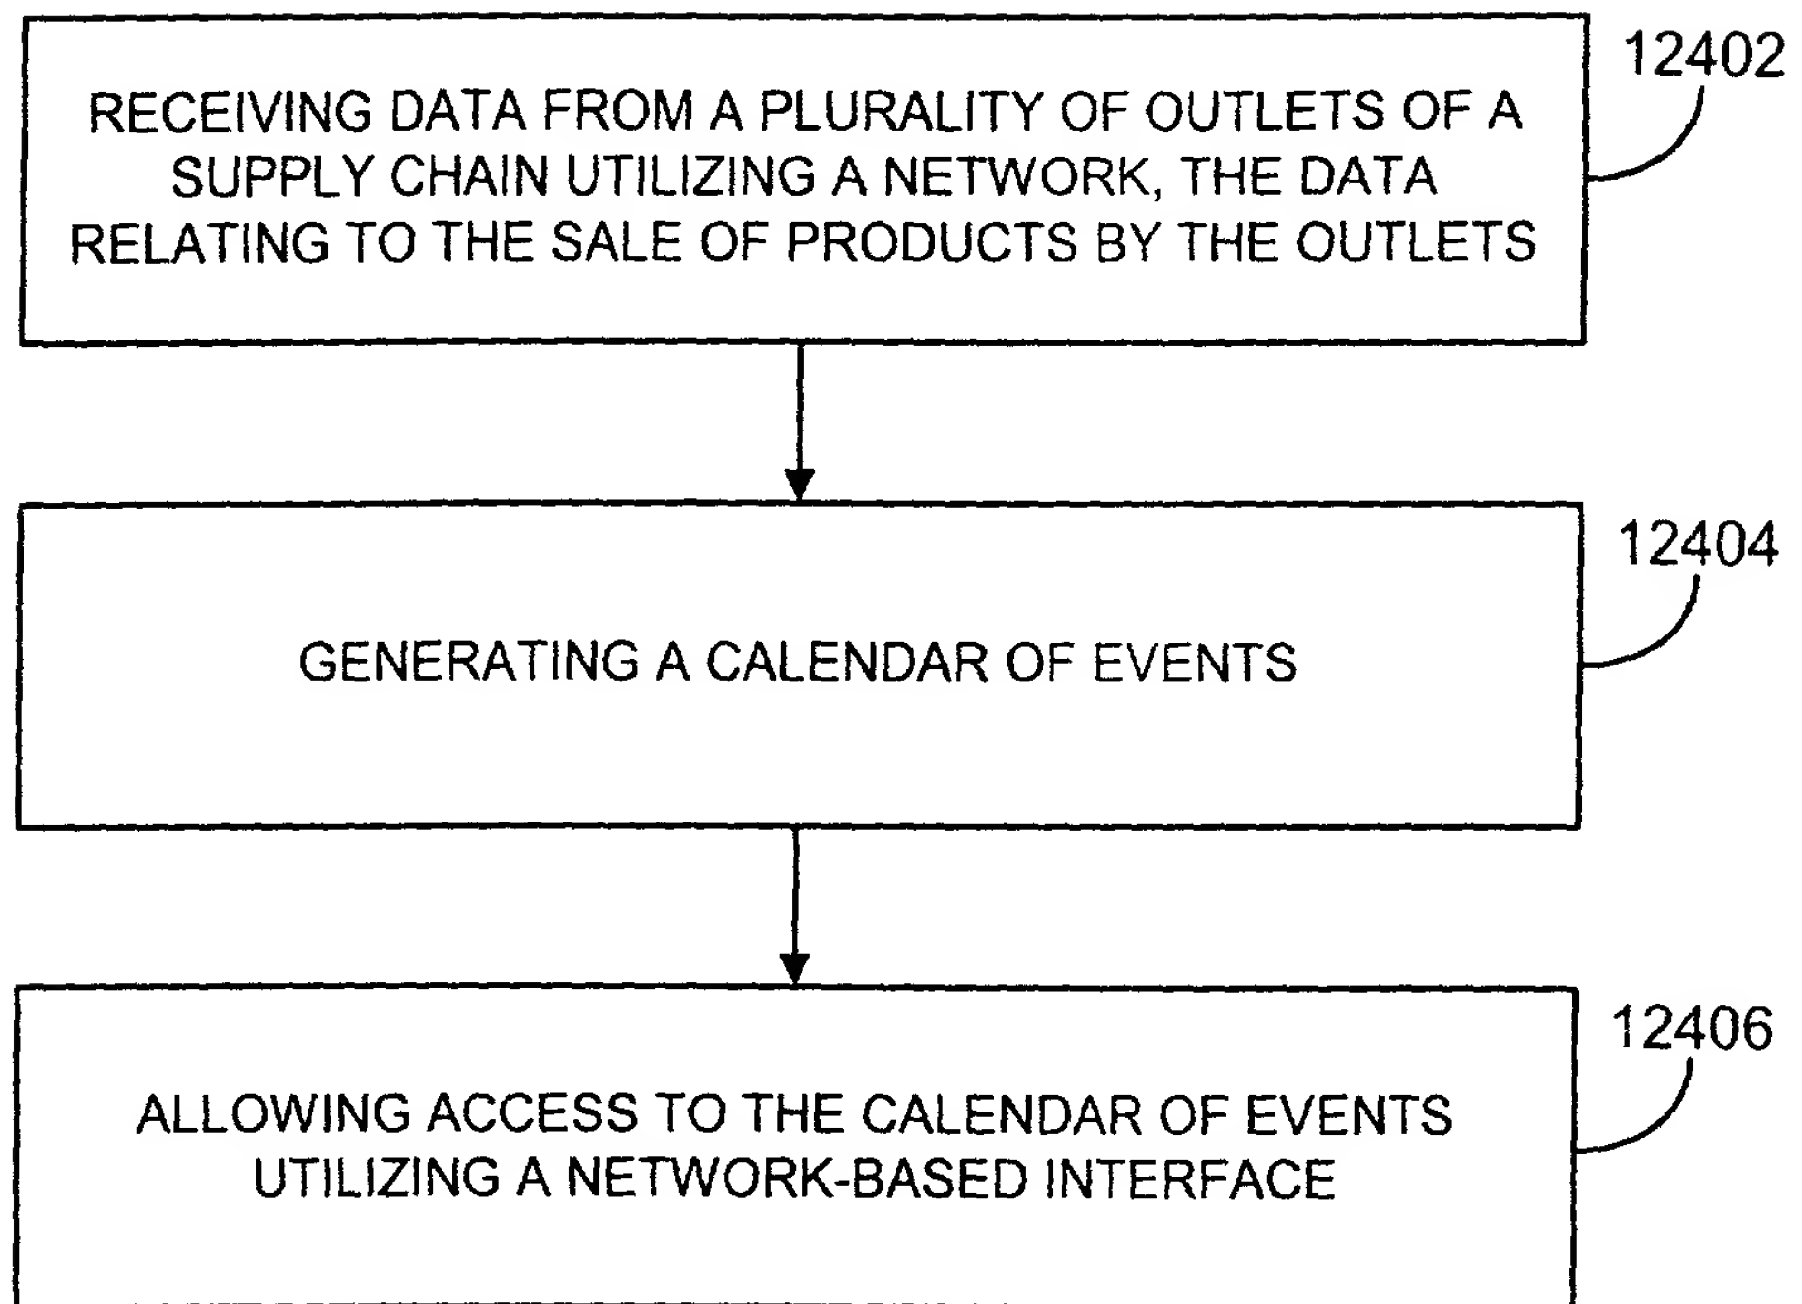 12402
RECEIVING DATA FROM A PLURALITY OF OUTLETS OF A
SUPPLY CHAIN UTILIZING A NETWORK, THE DATA
RELATING TO THE SALE OF PRODUCTS BY THE OUTLETS
12404
GENERATING A CALENDAR OF EVENTS
12406
ALLOWING ACCESS TO THE CALENDAR OF EVENTS
UTILIZING A NETWORK-BASED INTERFACE